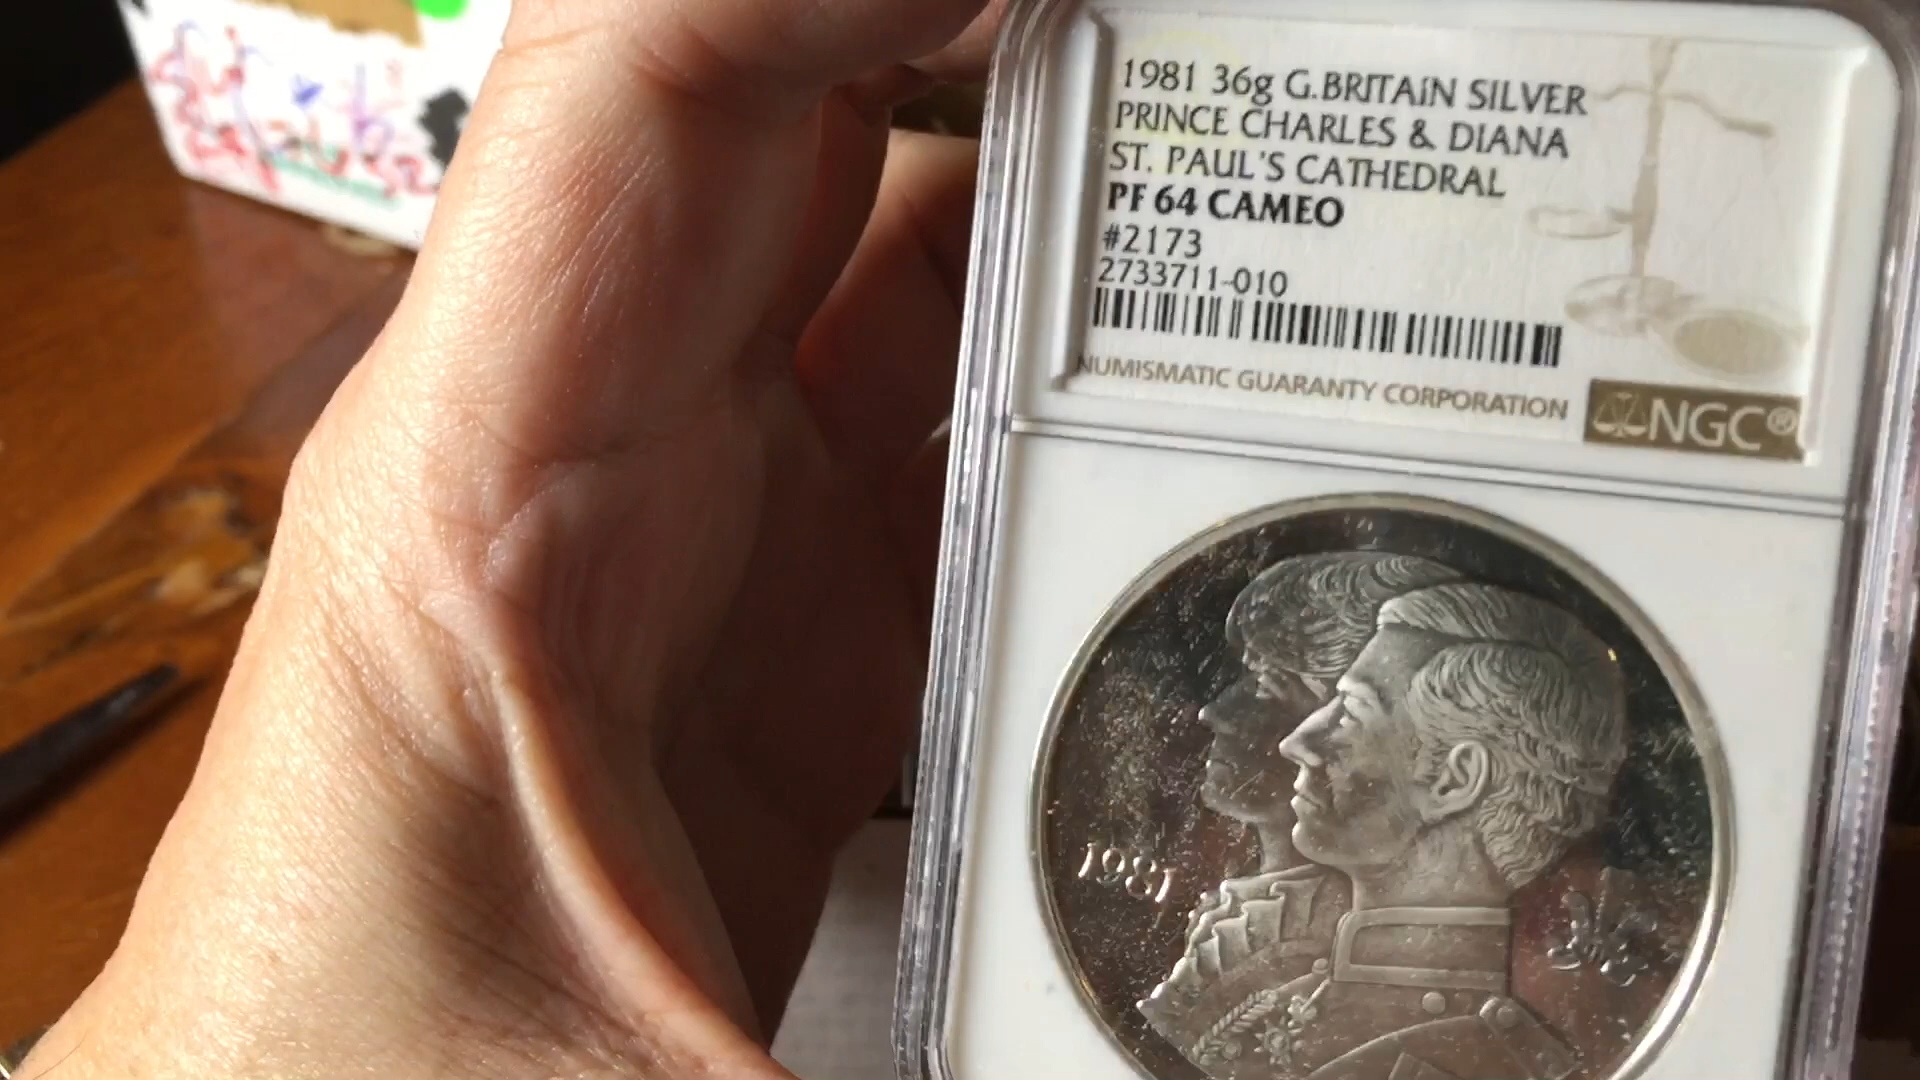 1981 36g G.BRITAIN SILVER
PRINCE CHARLES & DIANA
ST. PAUL'S CATHEDRAL
PF 64 CAMEO
#2173
2733711-010
NUMISMATIC GUARANTY CORPORATION
NGC®
1981